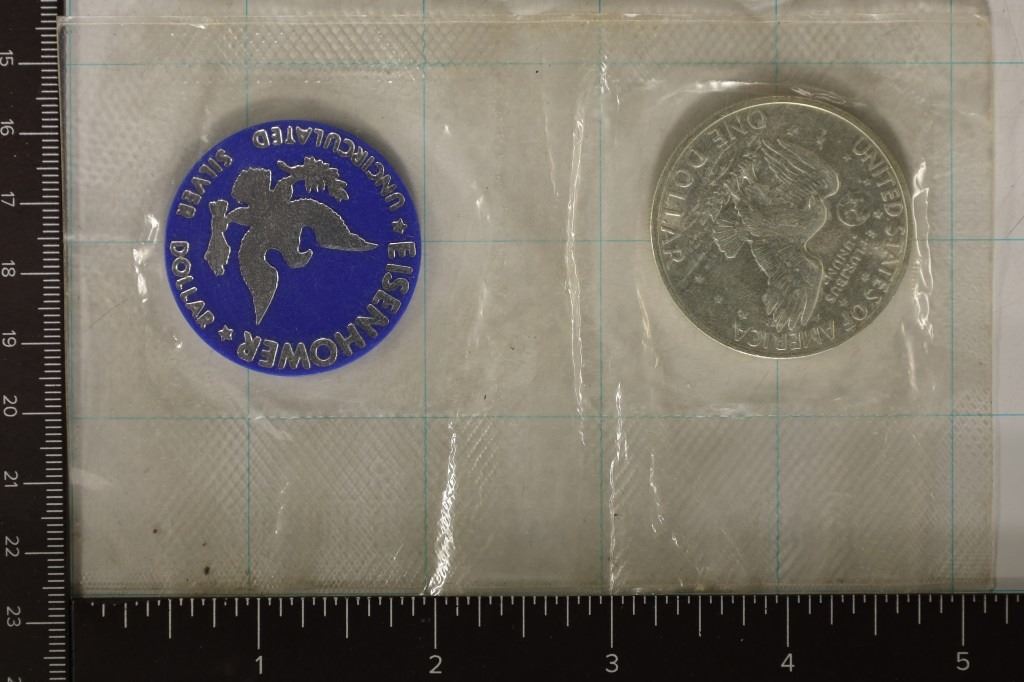 15
16
17
18
19
20
21
22
23
UNCIRCULATED
SILVER
DOLLAR
★ EISENHOWER ★
UNITED STATES OF AMERICA
E PLURIBUS
UNUM
ONE DOLLAR
1 2 3 4 5